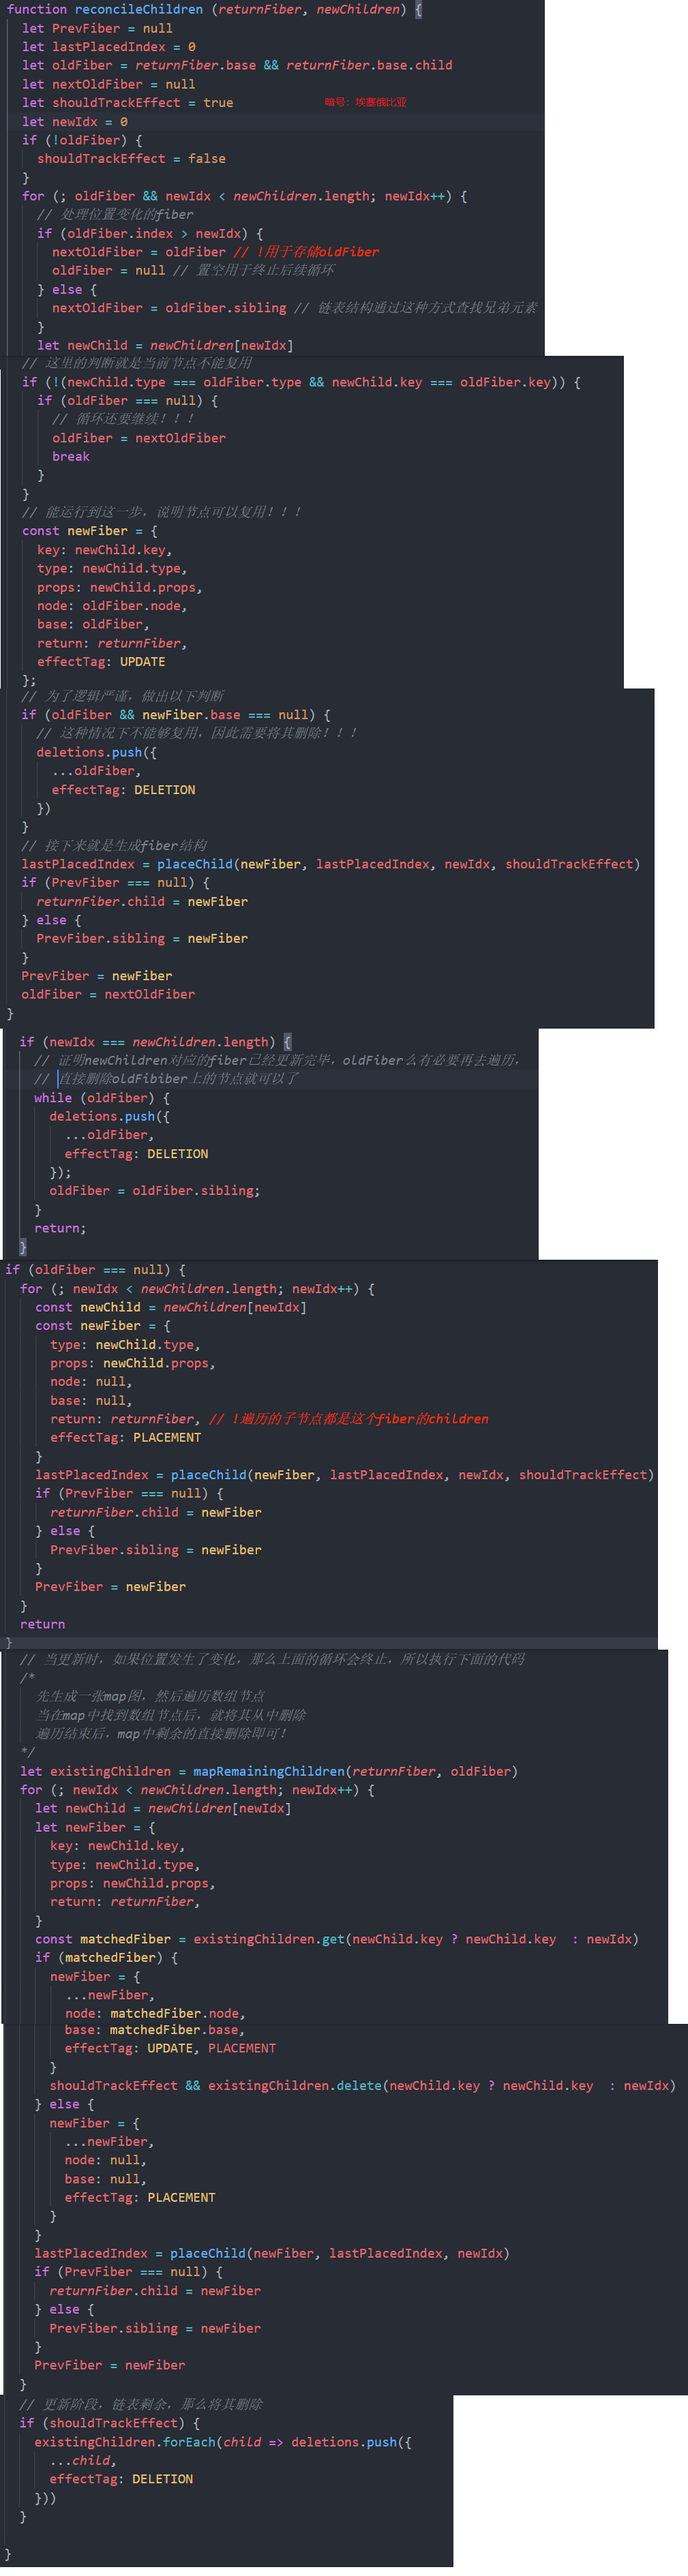 function reconcileChildren (returnFiber, newChildren) {
let PrevFiber = null
let lastPlacedIndex = 0
let oldFiber = returnFiber.base && returnFiber.base.child
let nextOldFiber = null
let shouldTrackEffect = true 暗号: 埃塞俄比亚
let newIdx = 0
if (!oldFiber) {
shouldTrackEffect = false
}
for (; oldFiber && newIdx < newChildren.length; newIdx++) {
// 处理位置变化的fiber
if (oldFiber.index > newIdx) {
nextOldFiber = oldFiber // !用于存储oldFiber
oldFiber = null // 置空用于终止后续循环
} else {
nextOldFiber = oldFiber.sibling // 链表结构通过这种方式查找兄弟元素
}
let newChild = newChildren[newIdx]
// 这里的判断就是当前节点不能复用
if (!(newChild.type === oldFiber.type && newChild.key === oldFiber.key)) {
if (oldFiber === null) {
// 循环还要继续！！！
oldFiber = nextOldFiber
break
}
}
// 能运行到这一步，说明节点可以复用！！！
const newFiber = {
key: newChild.key,
type: newChild.type,
props: newChild.props,
node: oldFiber.node,
base: oldFiber,
return: returnFiber,
effectTag: UPDATE
};
// 为了逻辑严谨，做出以下判断
if (oldFiber && newFiber.base === null) {
// 这种情况下不能够复用，因此需要将其删除！！！
deletions.push({
...oldFiber,
effectTag: DELETION
})
}
// 接下来就是生成fiber结构
lastPlacedIndex = placeChild(newFiber, lastPlacedIndex, newIdx, shouldTrackEffect)
if (PrevFiber === null) {
returnFiber.child = newFiber
} else {
PrevFiber.sibling = newFiber
}
PrevFiber = newFiber
oldFiber = nextOldFiber
}
if (newIdx === newChildren.length) {
// 证明newChildren对应的fiber已经更新完毕，oldFiber么有必要再去遍历，
// 直接删除oldFibiber上的节点就可以了
while (oldFiber) {
deletions.push({
...oldFiber,
effectTag: DELETION
});
oldFiber = oldFiber.sibling;
}
return;
}
if (oldFiber === null) {
for (; newIdx < newChildren.length; newIdx++) {
const newChild = newChildren[newIdx]
const newFiber = {
type: newChild.type,
props: newChild.props,
node: null,
base: null,
return: returnFiber, // !遍历的子节点都是这个fiber的children
effectTag: PLACEMENT
}
lastPlacedIndex = placeChild(newFiber, lastPlacedIndex, newIdx, shouldTrackEffect)
if (PrevFiber === null) {
returnFiber.child = newFiber
} else {
PrevFiber.sibling = newFiber
}
PrevFiber = newFiber
}
return
}
// 当更新时，如果位置发生了变化，那么上面的循环会终止，所以执行下面的代码
/*
先生成一张map图，然后遍历数组节点
当在map中找到数组节点后，就将其从中删除
遍历结束后，map中剩余的直接删除即可！
*/
let existingChildren = mapRemainingChildren(returnFiber, oldFiber)
for (; newIdx < newChildren.length; newIdx++) {
let newChild = newChildren[newIdx]
let newFiber = {
key: newChild.key,
type: newChild.type,
props: newChild.props,
return: returnFiber,
}
const matchedFiber = existingChildren.get(newChild.key ? newChild.key  : newIdx)
if (matchedFiber) {
newFiber = {
...newFiber,
node: matchedFiber.node,
base: matchedFiber.base,
effectTag: UPDATE, PLACEMENT
}
shouldTrackEffect && existingChildren.delete(newChild.key ? newChild.key  : newIdx)
} else {
newFiber = {
...newFiber,
node: null,
base: null,
effectTag: PLACEMENT
}
}
lastPlacedIndex = placeChild(newFiber, lastPlacedIndex, newIdx)
if (PrevFiber === null) {
returnFiber.child = newFiber
} else {
PrevFiber.sibling = newFiber
}
PrevFiber = newFiber
}
// 更新阶段，链表剩余，那么将其删除
if (shouldTrackEffect) {
existingChildren.forEach(child => deletions.push({
...child,
effectTag: DELETION
}))
}
}